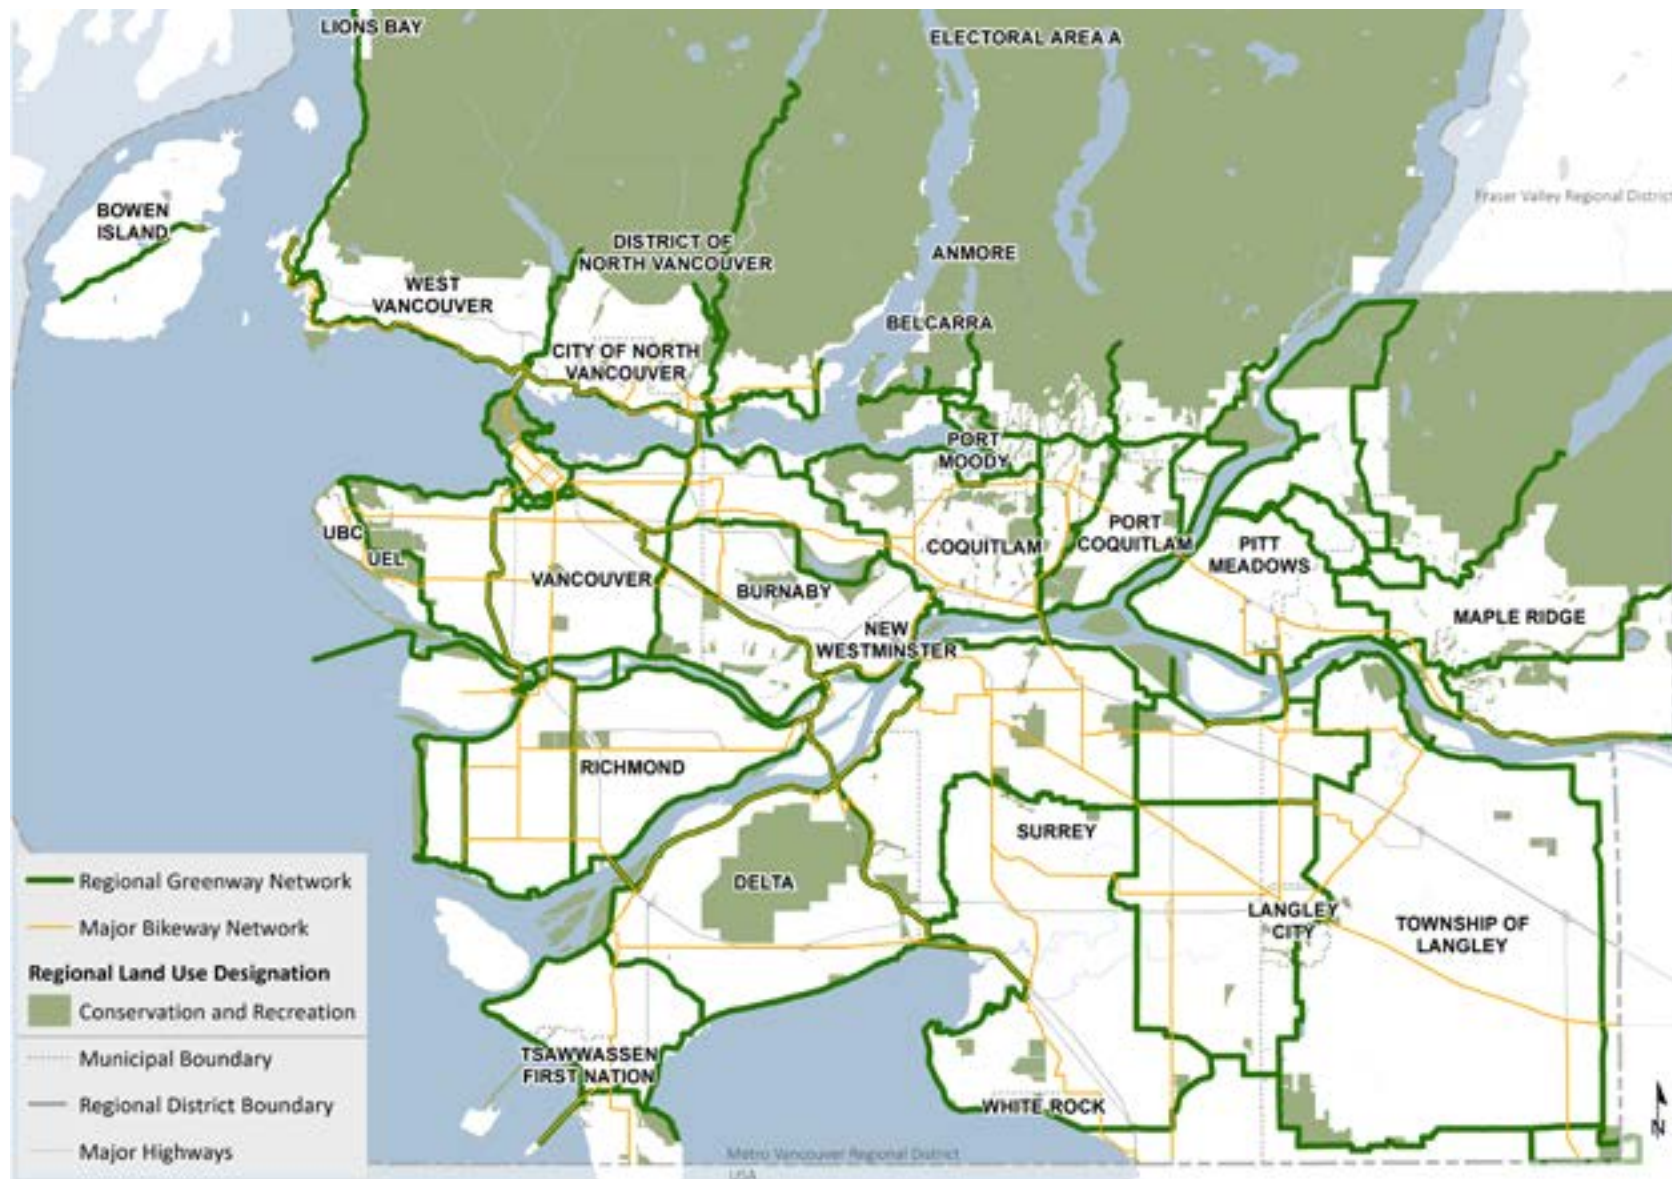 LIONS BAY
ELECTORAL AREA A
Fraser Valley Regional District
BOWEN
ISLAND
DISTRICT OF
NORTH VANCOUVER
ANMORE
WEST
VANCOUVER
BELCARRA
CITY OF NORTH
VANCOUVER
PORT
MOODY
UBC
UEL
VANCOUVER
BURNABY
COQUITLAM
PORT
COQUITLAM
PITT
MEADOWS
MAPLE RIDGE
NEW
WESTMINSTER
RICHMOND
SURREY
DELTA
LANGLEY
CITY
TOWNSHIP OF
LANGLEY
TSAWWASSEN
FIRST NATION
WHITE ROCK
Metro Vancouver Regional District
USA
N
Regional Greenway Network
Major Bikeway Network
Regional Land Use Designation
Conservation and Recreation
Municipal Boundary
Regional District Boundary
Major Highways